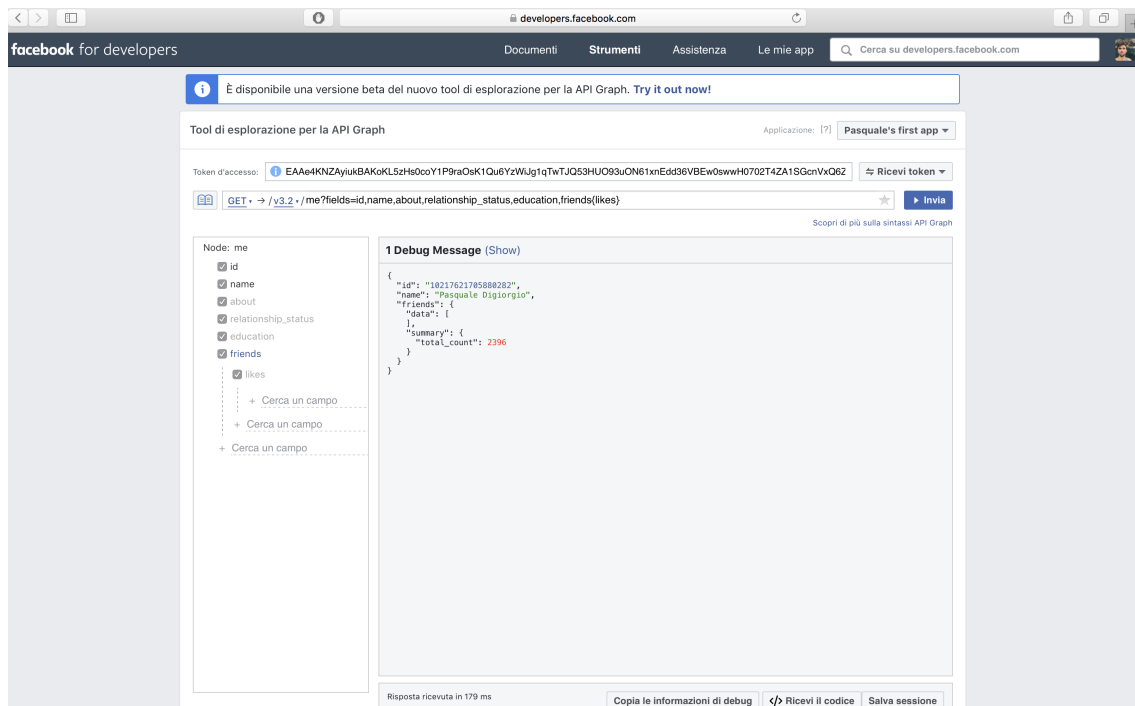 developers.facebook.com
facebook for developers Documenti Strumenti Assistenza Le mie app Cerca su developers.facebook.com
È disponibile una versione beta del nuovo tool di esplorazione per la API Graph. Try it out now!
Tool di esplorazione per la API Graph Applicazione: [?] Pasquale's first app
Token d'accesso: EAAe4KNZAyiukBAKoKL5zHs0coY1P9raOsK1Qu6YzWiJg1qTwTJQ53HUO93uON61xnEdd36VBEw0swwH0702T4ZA1SGcnVxQ6Z Ricevi token
GET → / v3.2 / me?fields=id,name,about,relationship_status,education,friends{likes} Invia
Scopri di più sulla sintassi API Graph
Node: me
id
name
about
relationship_status
education
friends
likes
+ Cerca un campo
+ Cerca un campo
+ Cerca un campo
1 Debug Message (Show)
{
"id": "10217621705880282",
"name": "Pasquale Digiorgio",
"friends": {
"data": [
],
"summary": {
"total_count": 2396
}
}
}
Risposta ricevuta in 179 ms
Copia le informazioni di debug </> Ricevi il codice Salva sessione